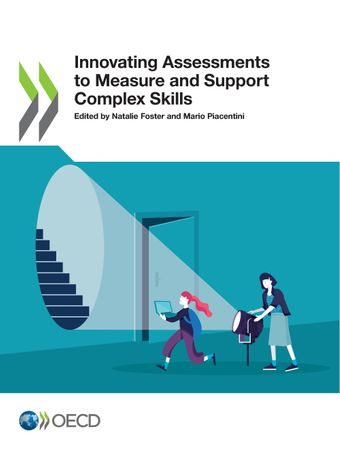 Innovating Assessments
to Measure and Support
Complex Skills
Edited by Natalie Foster and Mario Piacentini
OECD